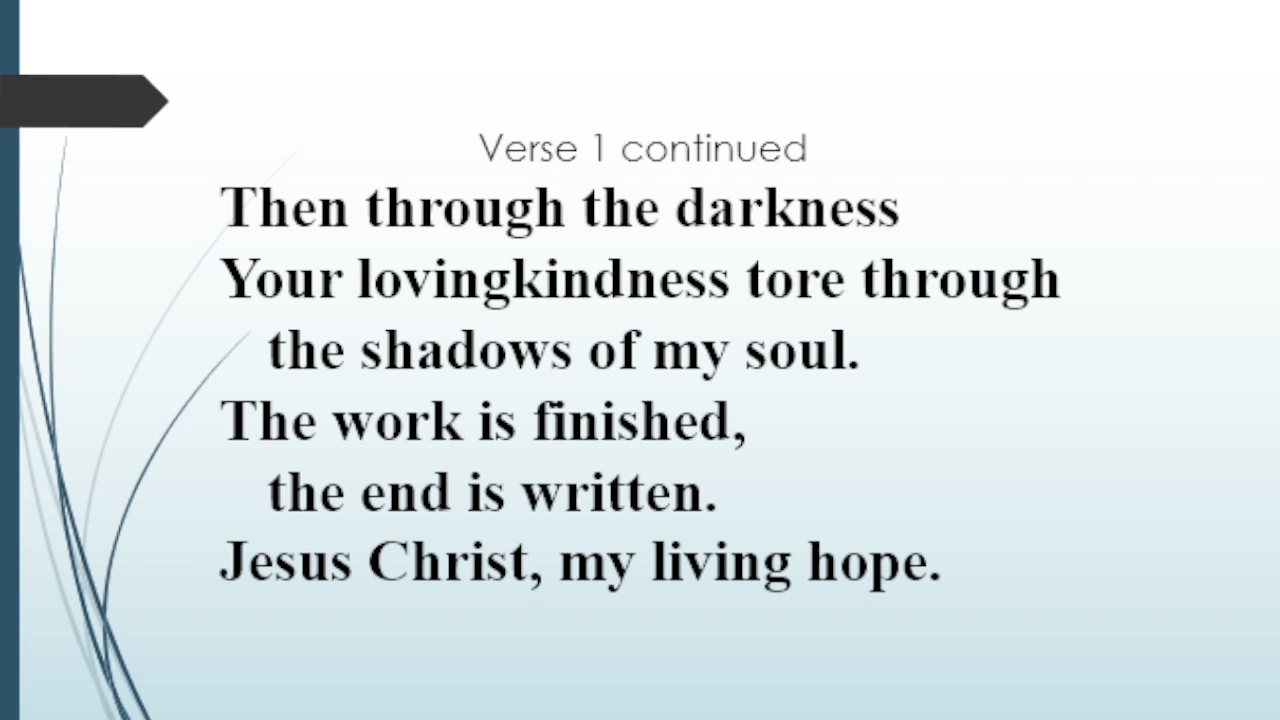 Verse 1 continued
Then through the darkness
Your lovingkindness tore through
the shadows of my soul.
The work is finished,
the end is written.
Jesus Christ, my living hope.